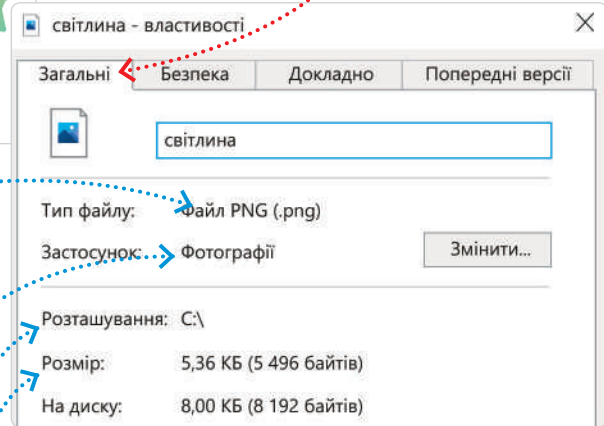 світлина - властивості
Загальні Безпека Докладно Попередні версії
світлина
Тип файлу: Файл PNG (.png)
Застосунок: Фотографії Змінити...
Розташування: C:\
Розмір: 5,36 КБ (5 496 байтів)
На диску: 8,00 КБ (8 192 байтів)